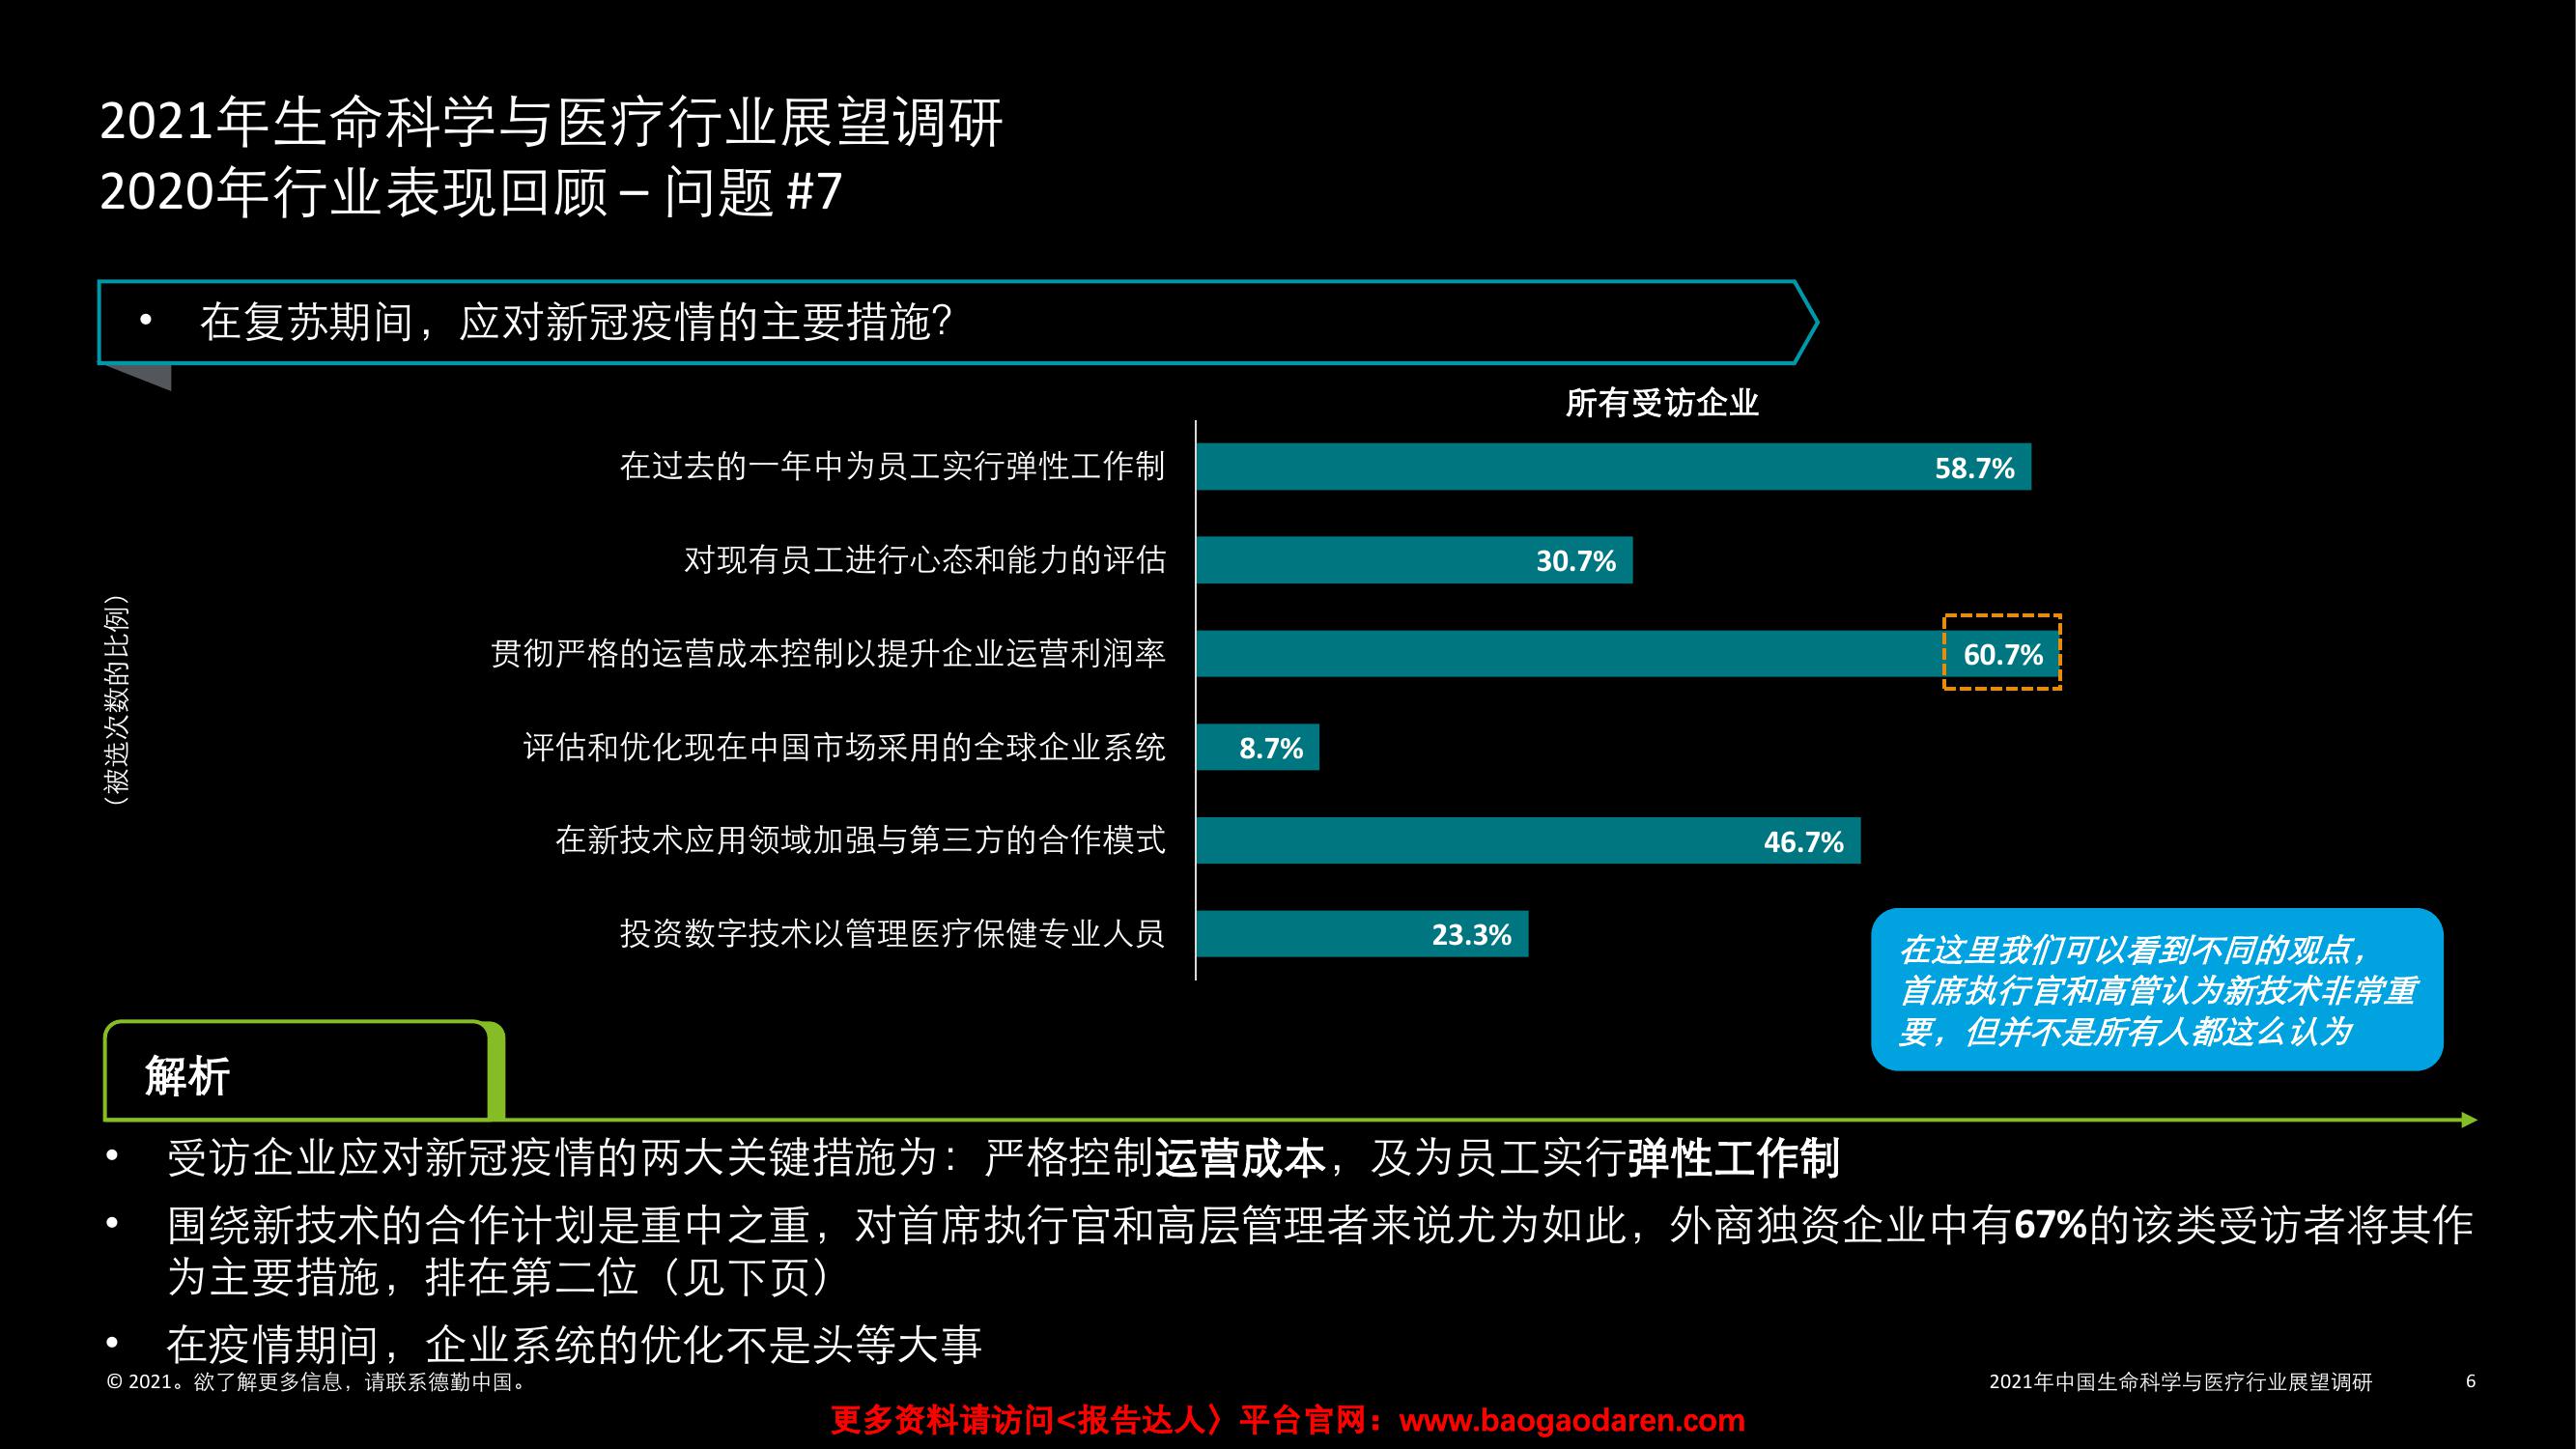 2021年生命科学与医疗行业展望调研
2020年行业表现回顾 – 问题 #7
• 在复苏期间，应对新冠疫情的主要措施？
所有受访企业
（被选次数的比例）
在过去的一年中为员工实行弹性工作制 58.7%
对现有员工进行心态和能力的评估 30.7%
贯彻严格的运营成本控制以提升企业运营利润率 60.7%
评估和优化现在中国市场采用的全球企业系统 8.7%
在新技术应用领域加强与第三方的合作模式 46.7%
投资数字技术以管理医疗保健专业人员 23.3%
在这里我们可以看到不同的观点，
首席执行官和高管认为新技术非常重
要，但并不是所有人都这么认为
解析
• 受访企业应对新冠疫情的两大关键措施为：严格控制运营成本，及为员工实行弹性工作制
• 围绕新技术的合作计划是重中之重，对首席执行官和高层管理者来说尤为如此，外商独资企业中有67%的该类受访者将其作
为主要措施，排在第二位（见下页）
• 在疫情期间，企业系统的优化不是头等大事
© 2021。欲了解更多信息，请联系德勤中国。
2021年中国生命科学与医疗行业展望调研 6
更多资料请访问<报告达人〉平台官网：www.baogaodaren.com